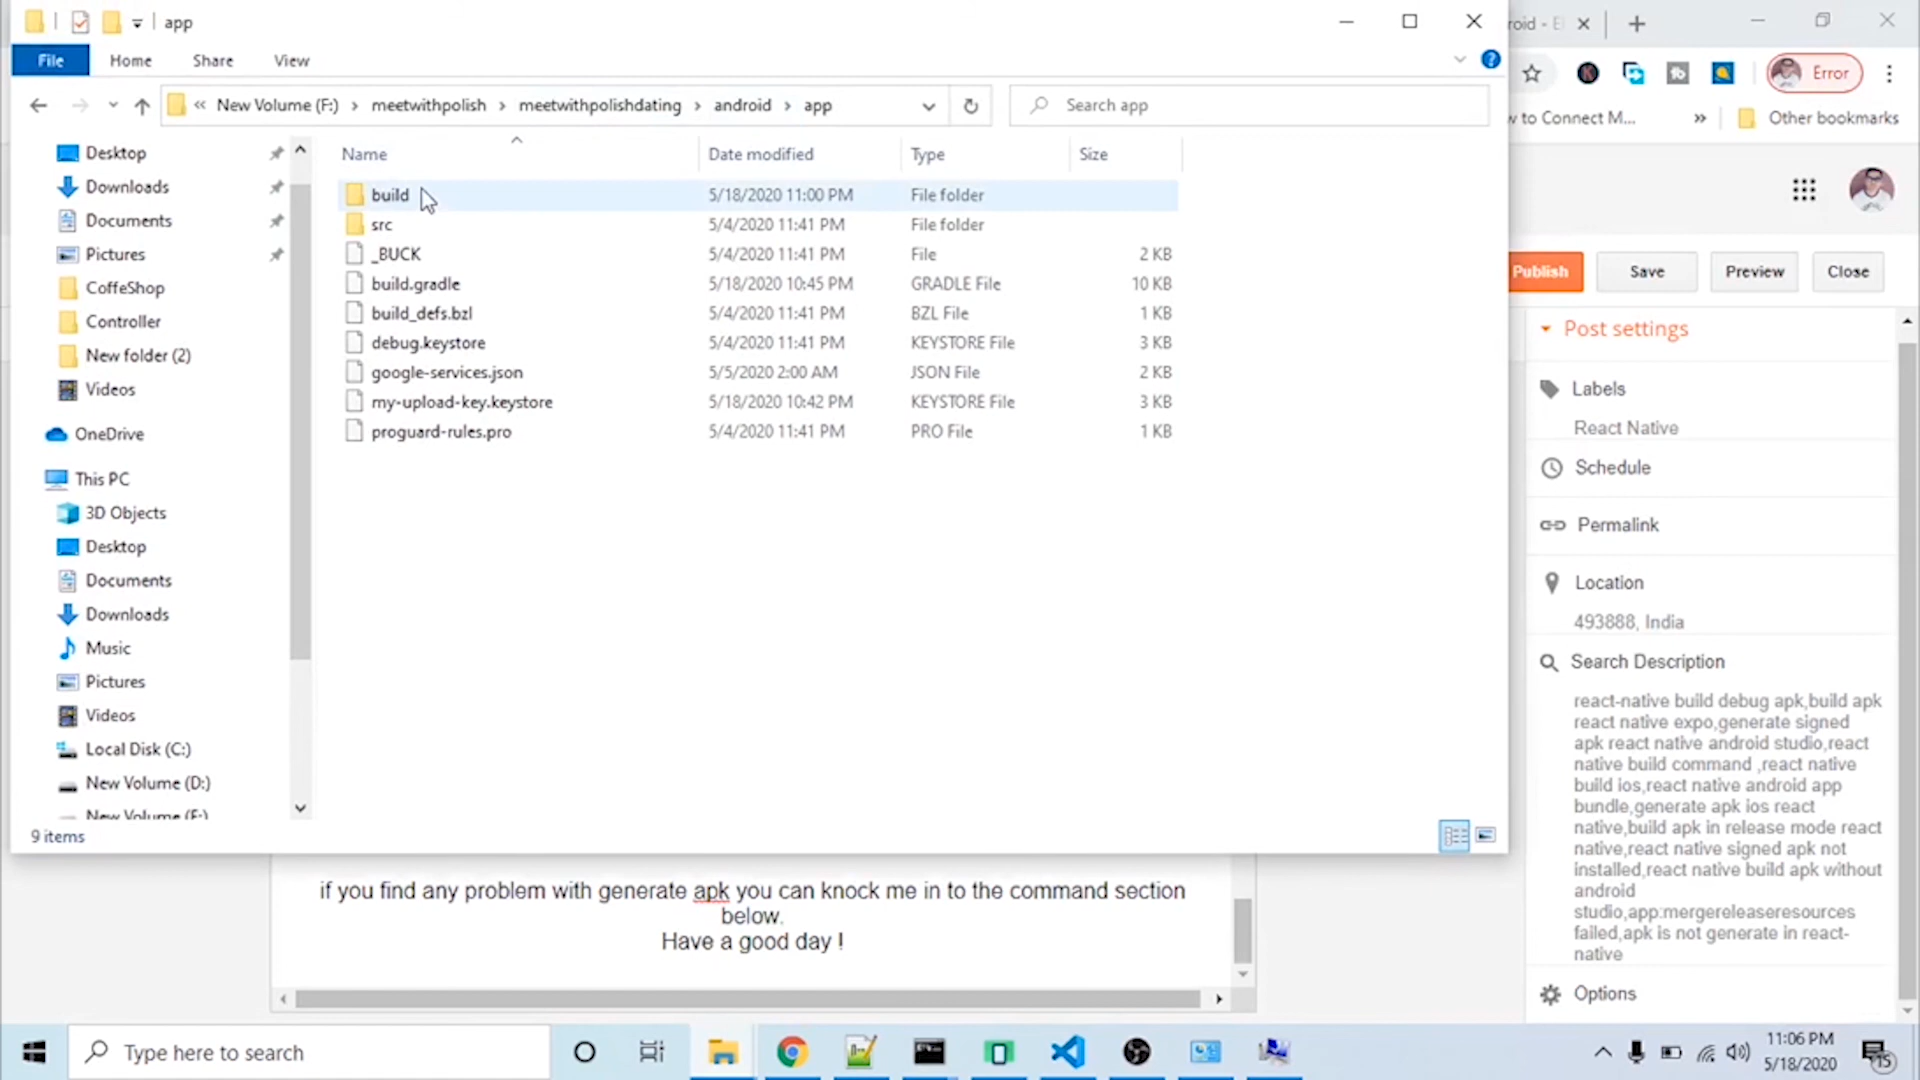 app
roid - E
File
Home
Share
View
Error
« New Volume (F:) > meetwithpolish > meetwithpolishdating > android > app
Search app
w to Connect M...
»
Other bookmarks
Desktop
Downloads
Documents
Pictures
CoffeShop
Controller
New folder (2)
Videos
OneDrive
This PC
3D Objects
Desktop
Documents
Downloads
Music
Pictures
Videos
Local Disk (C:)
New Volume (D:)
New Volume (E:)
Name Date modified Type Size
build 5/18/2020 11:00 PM File folder
src 5/4/2020 11:41 PM File folder
_BUCK 5/4/2020 11:41 PM File 2 KB
build.gradle 5/18/2020 10:45 PM GRADLE File 10 KB
build_defs.bzl 5/4/2020 11:41 PM BZL File 1 KB
debug.keystore 5/4/2020 11:41 PM KEYSTORE File 3 KB
google-services.json 5/5/2020 2:00 AM JSON File 2 KB
my-upload-key.keystore 5/18/2020 10:42 PM KEYSTORE File 3 KB
proguard-rules.pro 5/4/2020 11:41 PM PRO File 1 KB
9 items
Publish
Save
Preview
Close
Post settings
Labels
React Native
Schedule
Permalink
Location
493888, India
Search Description
react-native build debug apk,build apk
react native expo,generate signed
apk react native android studio,react
native build command ,react native
build ios,react native android app
bundle,generate apk ios react
native,build apk in release mode react
native,react native signed apk not
installed,react native build apk without
android
studio,app:mergereleaseresources
failed,apk is not generate in react-
native
Options
if you find any problem with generate apk you can knock me in to the command section
below.
Have a good day !
Type here to search
11:06 PM
5/18/2020
15